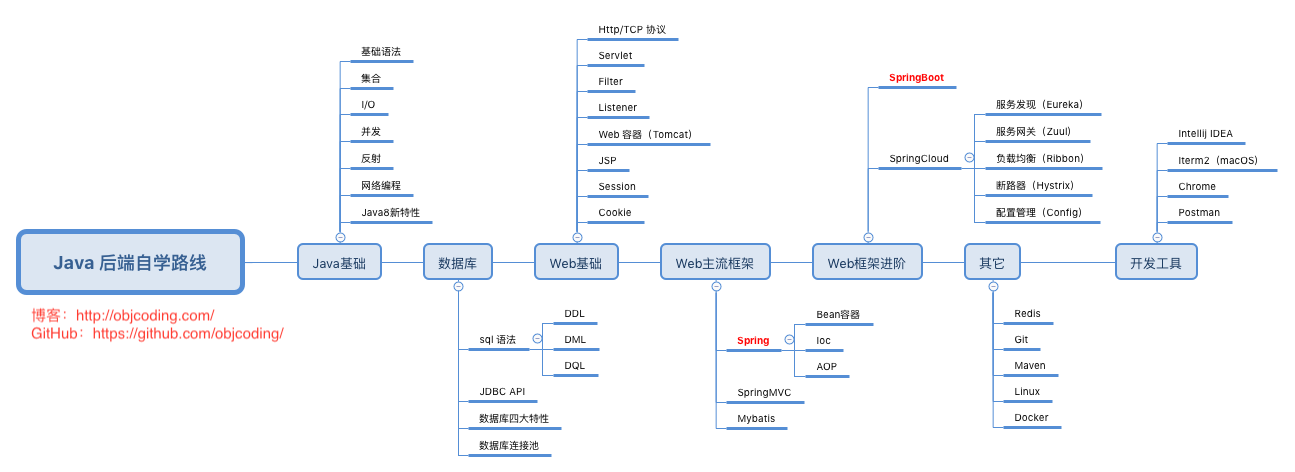 Java 后端自学路线
博客：http://objcoding.com/
GitHub：https://github.com/objcoding/
Java基础
基础语法
集合
I/O
并发
反射
网络编程
Java8新特性
数据库
sql 语法
DDL
DML
DQL
JDBC API
数据库四大特性
数据库连接池
Web基础
Http/TCP 协议
Servlet
Filter
Listener
Web 容器（Tomcat）
JSP
Session
Cookie
Web主流框架
Spring
Bean容器
Ioc
AOP
SpringMVC
Mybatis
Web框架进阶
SpringBoot
SpringCloud
服务发现（Eureka）
服务网关（Zuul）
负载均衡（Ribbon）
断路器（Hystrix）
配置管理（Config）
其它
Redis
Git
Maven
Linux
Docker
开发工具
Intellij IDEA
Iterm2（macOS）
Chrome
Postman